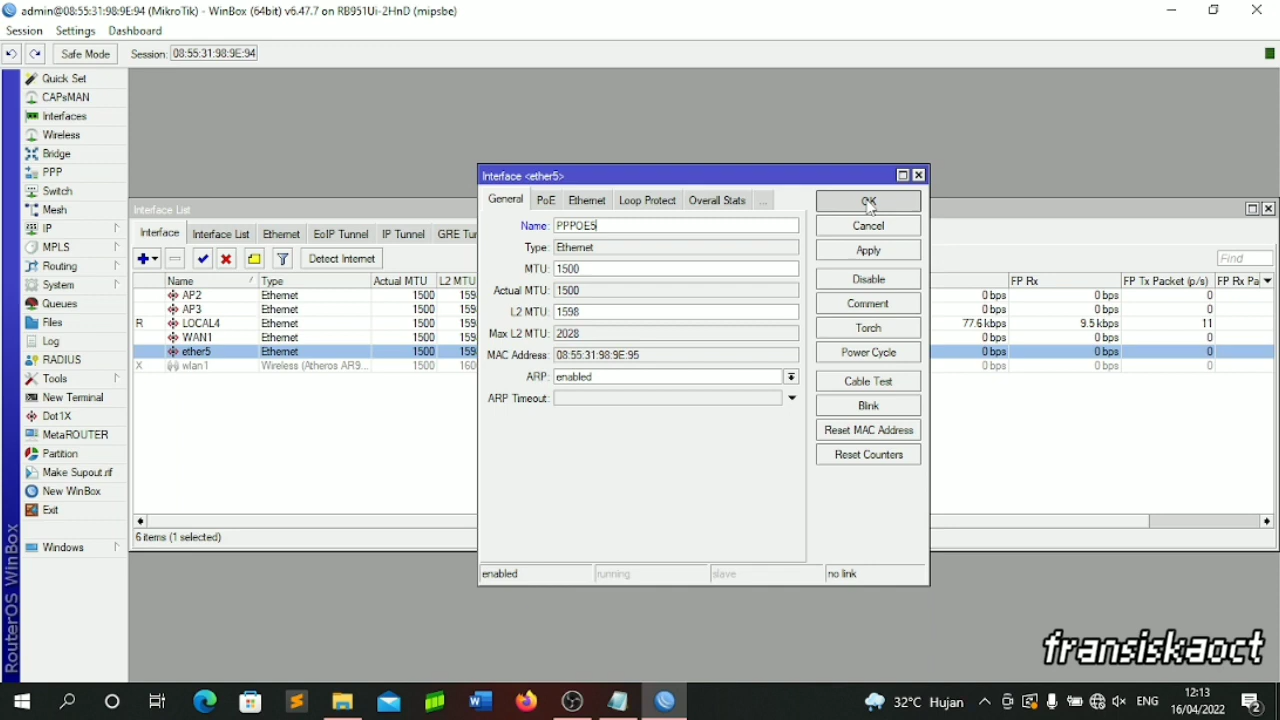 admin@08:55:31:98:9E:94 (MikroTik) - WinBox (64bit) v6.47.7 on RB951Ui-2HnD (mipsbe)
Session Settings Dashboard
Safe Mode Session: 08:55:31:98:9E:94
Quick Set
CAPsMAN
Interfaces
Wireless
Bridge
PPP
Switch
Mesh
IP
MPLS
Routing
System
Queues
Files
Log
RADIUS
Tools
New Terminal
Dot1X
MetaROUTER
Partition
Make Supout.rif
New WinBox
Exit
Windows
RouterOS WinBox
Interface List
Interface Interface List Ethernet EoIP Tunnel IP Tunnel GRE Tun
Detect Internet
Find
Name Type Actual MTU L2 MTU FP Rx FP Tx Packet (p/s) FP Rx Pa
AP2 Ethernet 1500 159 0 bps 0 bps 0
AP3 Ethernet 1500 159 0 bps 0 bps 0
R LOCAL4 Ethernet 1500 159 77.6 kbps 9.5 kbps 11
WAN1 Ethernet 1500 159 0 bps 0 bps 0
ether5 Ethernet 1500 159 0 bps 0 bps 0
X wlan1 Wireless (Atheros AR9... 1500 160 0 bps 0 bps 0
6 items (1 selected)
Interface <ether5>
General PoE Ethernet Loop Protect Overall Stats ...
Name: PPPOE5
Type: Ethernet
MTU: 1500
Actual MTU: 1500
L2 MTU: 1598
Max L2 MTU: 2028
MAC Address: 08:55:31:98:9E:95
ARP: enabled
ARP Timeout:
OK
Cancel
Apply
Disable
Comment
Torch
Power Cycle
Cable Test
Blink
Reset MAC Address
Reset Counters
enabled running slave no link
transiskaoct
32°C Hujan ENG 12:13
16/04/2022
2